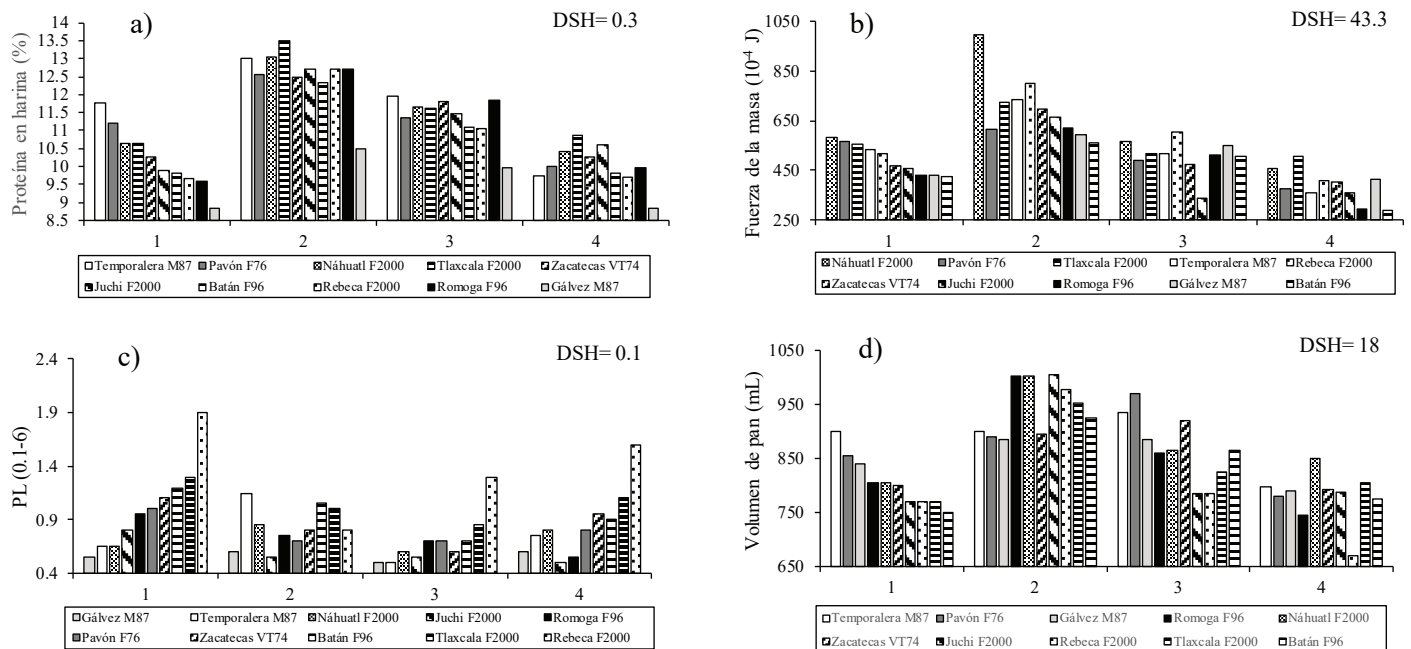 a)
DSH= 0.3
Proteína en harina (%)
14
13.5
13
12.5
12
11.5
11
10.5
10
9.5
9
8.5
1 2 3 4
Temporalera M87 Pavón F76 Náhuatl F2000 Tlaxcala F2000 Zacatecas VT74
Juchi F2000 Batán F96 Rebeca F2000 Romoga F96 Gálvez M87
b)
DSH= 43.3
Fuerza de la masa (10⁻⁴ J)
1050
850
650
450
250
1 2 3 4
Náhuatl F2000 Pavón F76 Tlaxcala F2000 Temporalera M87 Rebeca F2000
Zacatecas VT74 Juchi F2000 Romoga F96 Gálvez M87 Batán F96
c)
DSH= 0.1
PL (0.1-6)
2.4
1.9
1.4
0.9
0.4
1 2 3 4
Gálvez M87 Temporalera M87 Náhuatl F2000 Juchi F2000 Romoga F96
Pavón F76 Zacatecas VT74 Batán F96 Tlaxcala F2000 Rebeca F2000
d)
DSH= 18
Volumen de pan (mL)
1050
950
850
750
650
1 2 3 4
Temporalera M87 Pavón F76 Gálvez M87 Romoga F96 Náhuatl F2000
Zacatecas VT74 Juchi F2000 Rebeca F2000 Tlaxcala F2000 Batán F96